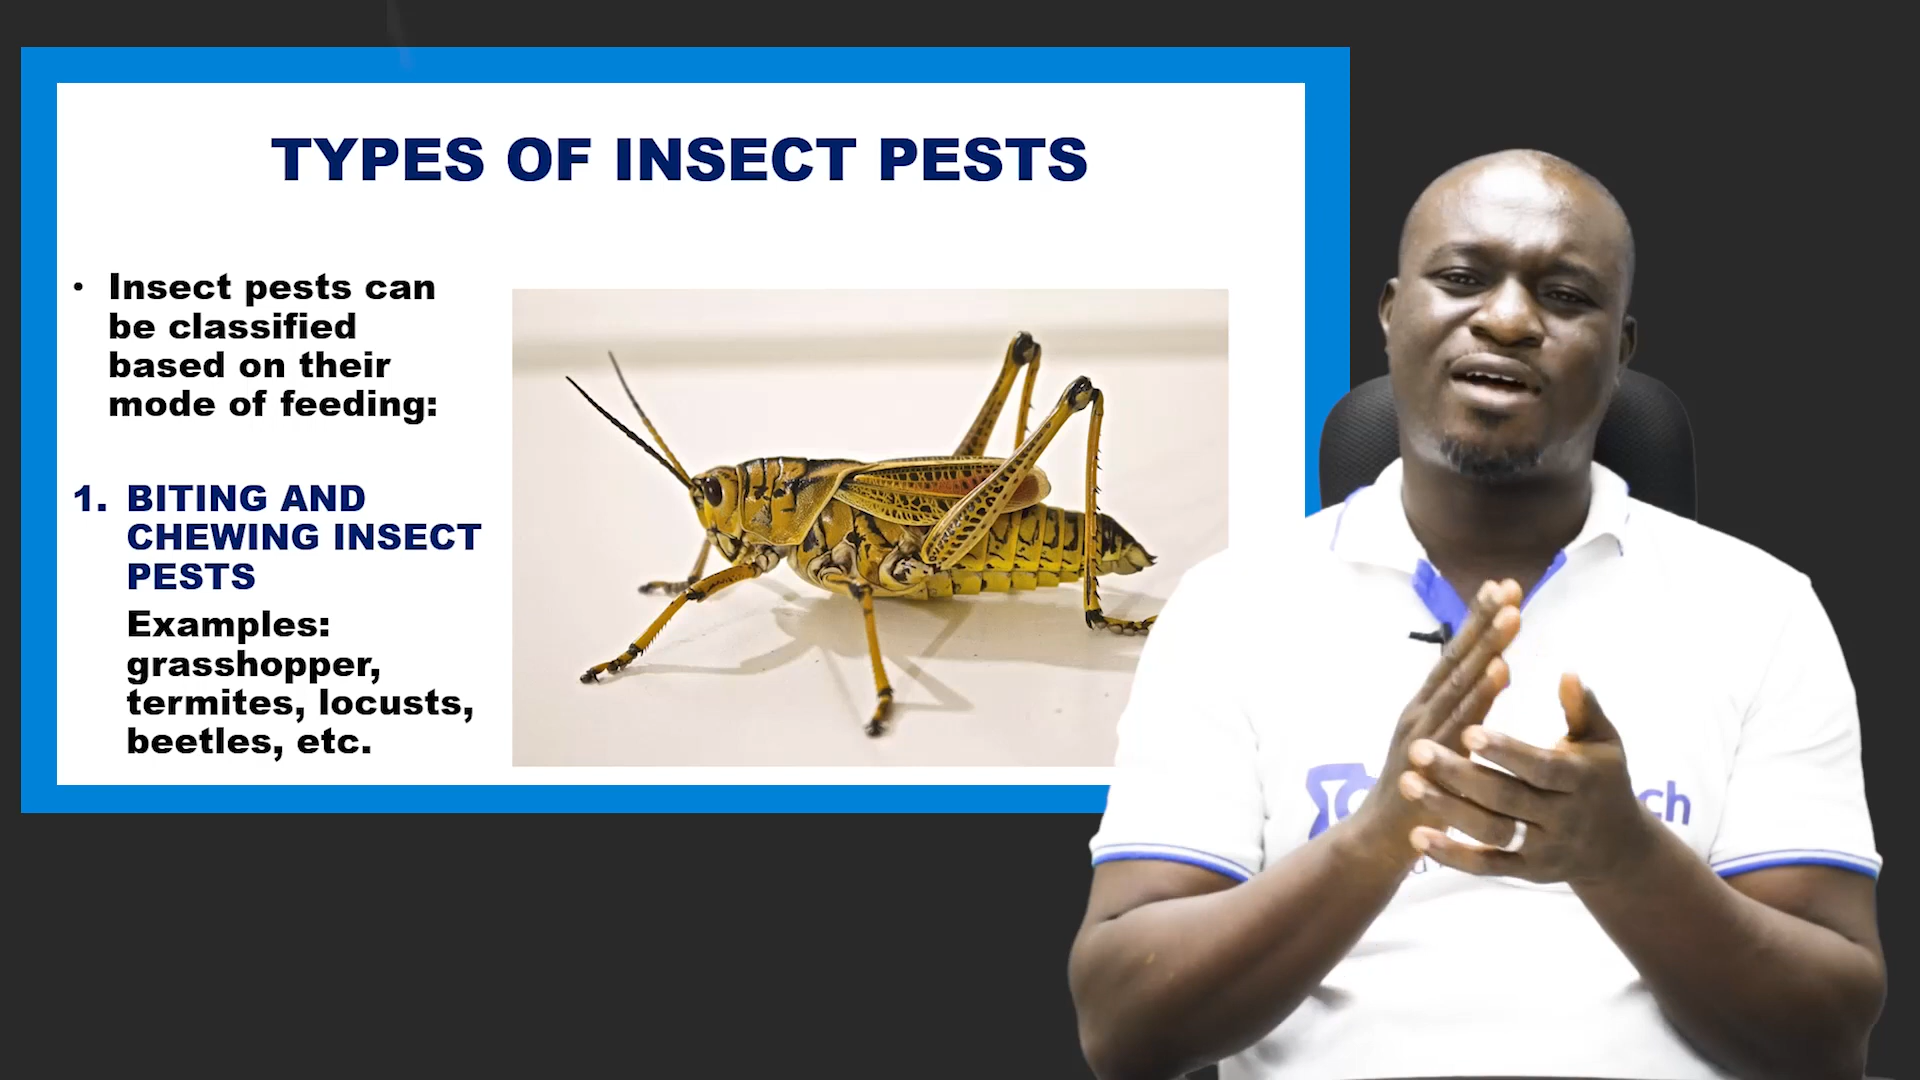 TYPES OF INSECT PESTS
• Insect pests can
be classified
based on their
mode of feeding:
1. BITING AND
CHEWING INSECT
PESTS
Examples:
grasshopper,
termites, locusts,
beetles, etc.